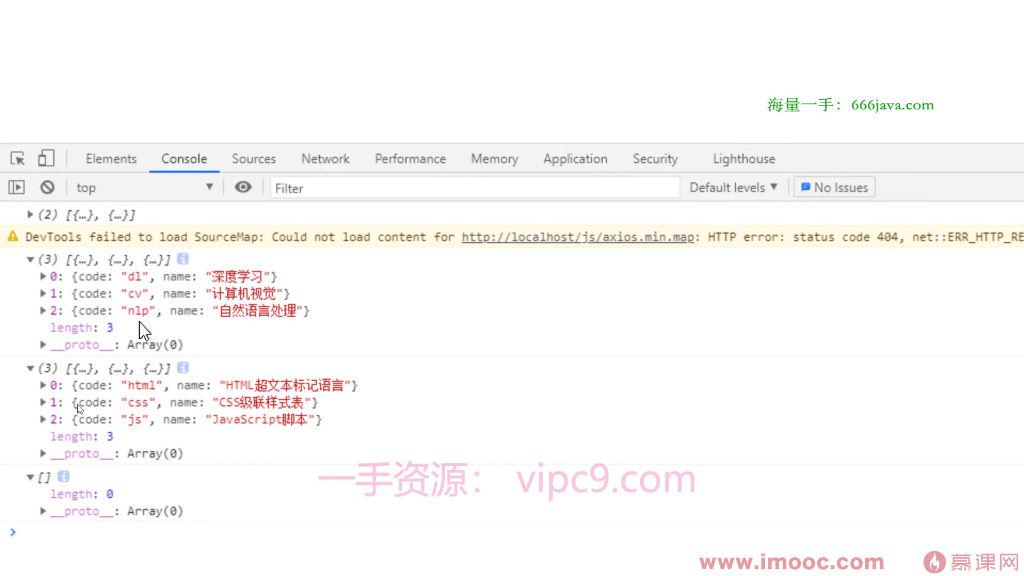 海量一手：666java.com
Elements Console Sources Network Performance Memory Application Security Lighthouse
top Filter Default levels ▼ No Issues
(2) [{…}, {…}]
DevTools failed to load SourceMap: Could not load content for http://localhost/js/axios.min.map: HTTP error: status code 404, net::ERR_HTTP_RE
(3) [{…}, {…}, {…}]
0: {code: "dl", name: "深度学习"}
1: {code: "cv", name: "计算机视觉"}
2: {code: "nlp", name: "自然语言处理"}
length: 3
__proto__: Array(0)
(3) [{…}, {…}, {…}]
0: {code: "html", name: "HTML超文本标记语言"}
1: {code: "css", name: "CSS级联样式表"}
2: {code: "js", name: "JavaScript脚本"}
length: 3
__proto__: Array(0)
[]
一手资源： vipc9.com
length: 0
__proto__: Array(0)
www.imooc.com 慕课网